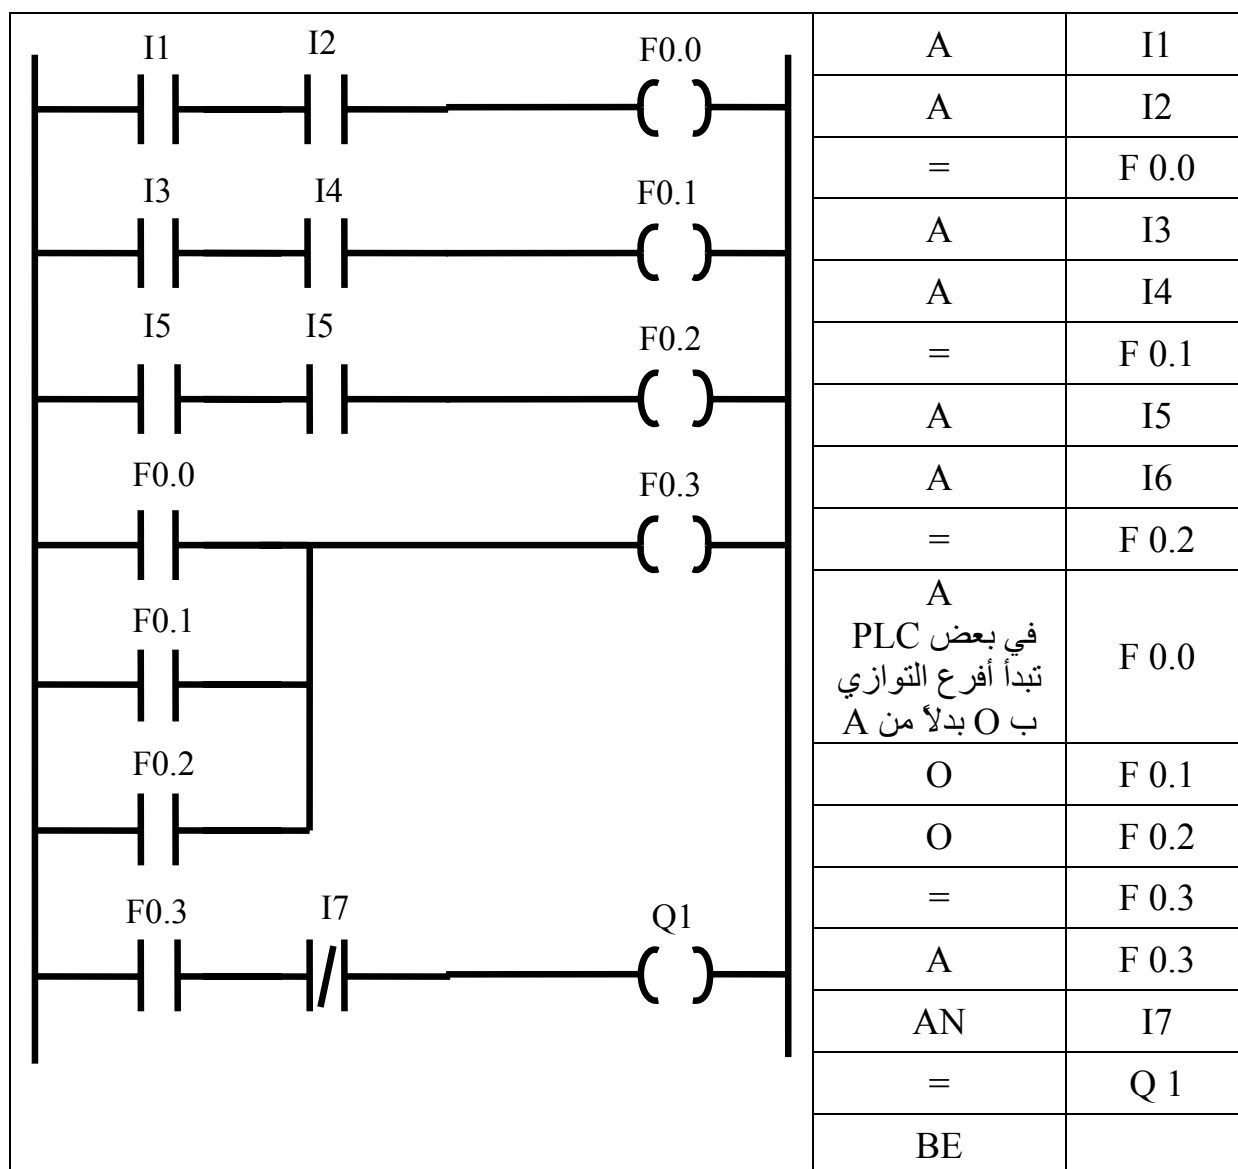 I1 I2 F0.0
I3 I4 F0.1
I5 I5 F0.2
F0.0 F0.3
F0.1
F0.2
F0.3 I7 Q1
A I1
A I2
= F 0.0
A I3
A I4
= F 0.1
A I5
A I6
= F 0.2
A
في بعض PLC
تبدأ أفرع التوازي
ب O بدلاً من A
F 0.0
O F 0.1
O F 0.2
= F 0.3
A F 0.3
AN I7
= Q 1
BE